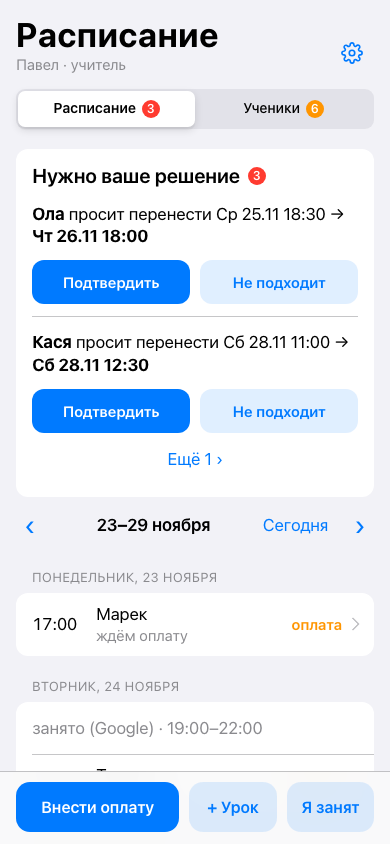 Расписание
Павел · учитель
Расписание 3
Ученики 6
Нужно ваше решение 3
Ола просит перенести Ср 25.11 18:30 →
Чт 26.11 18:00
Подтвердить
Не подходит
Кася просит перенести Сб 28.11 11:00 →
Сб 28.11 12:30
Подтвердить
Не подходит
Ещё 1 ›
‹ 23–29 ноября Сегодня ›
ПОНЕДЕЛЬНИК, 23 НОЯБРЯ
17:00 Марек оплата
ждём оплату
ВТОРНИК, 24 НОЯБРЯ
занято (Google) · 19:00–22:00
Внести оплату
+ Урок
Я занят